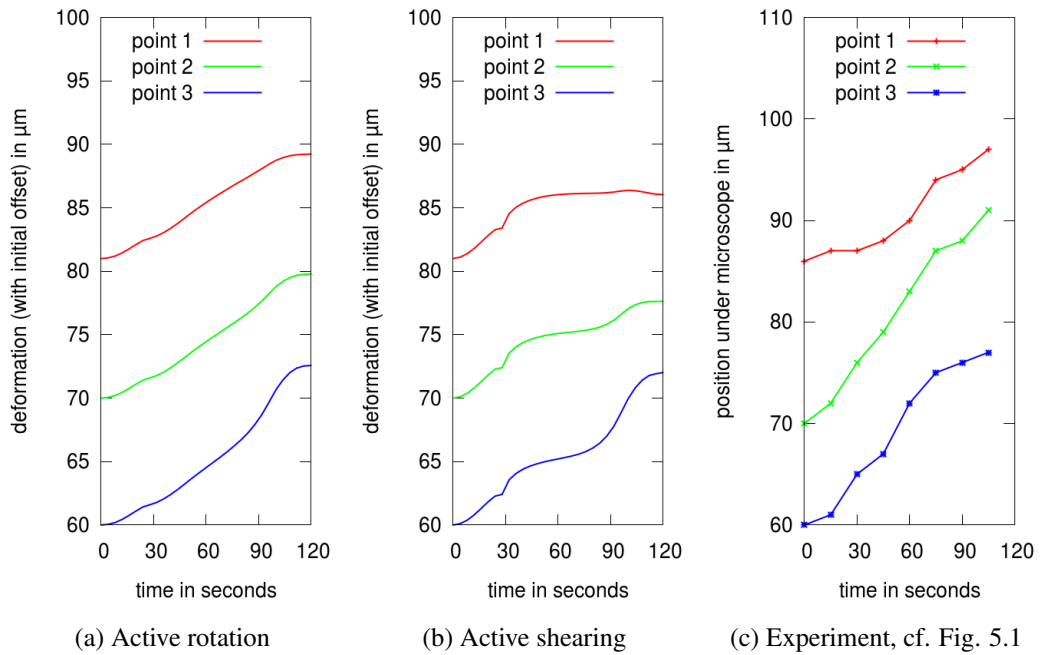 100
95
90
85
80
75
70
65
60
0 30 60 90 120
deformation (with initial offset) in µm
time in seconds
point 1
point 2
point 3
(a) Active rotation
100
95
90
85
80
75
70
65
60
0 30 60 90 120
deformation (with initial offset) in µm
time in seconds
point 1
point 2
point 3
(b) Active shearing
110
100
90
80
70
60
0 30 60 90 120
position under microscope in µm
time in seconds
point 1
point 2
point 3
(c) Experiment, cf. Fig. 5.1